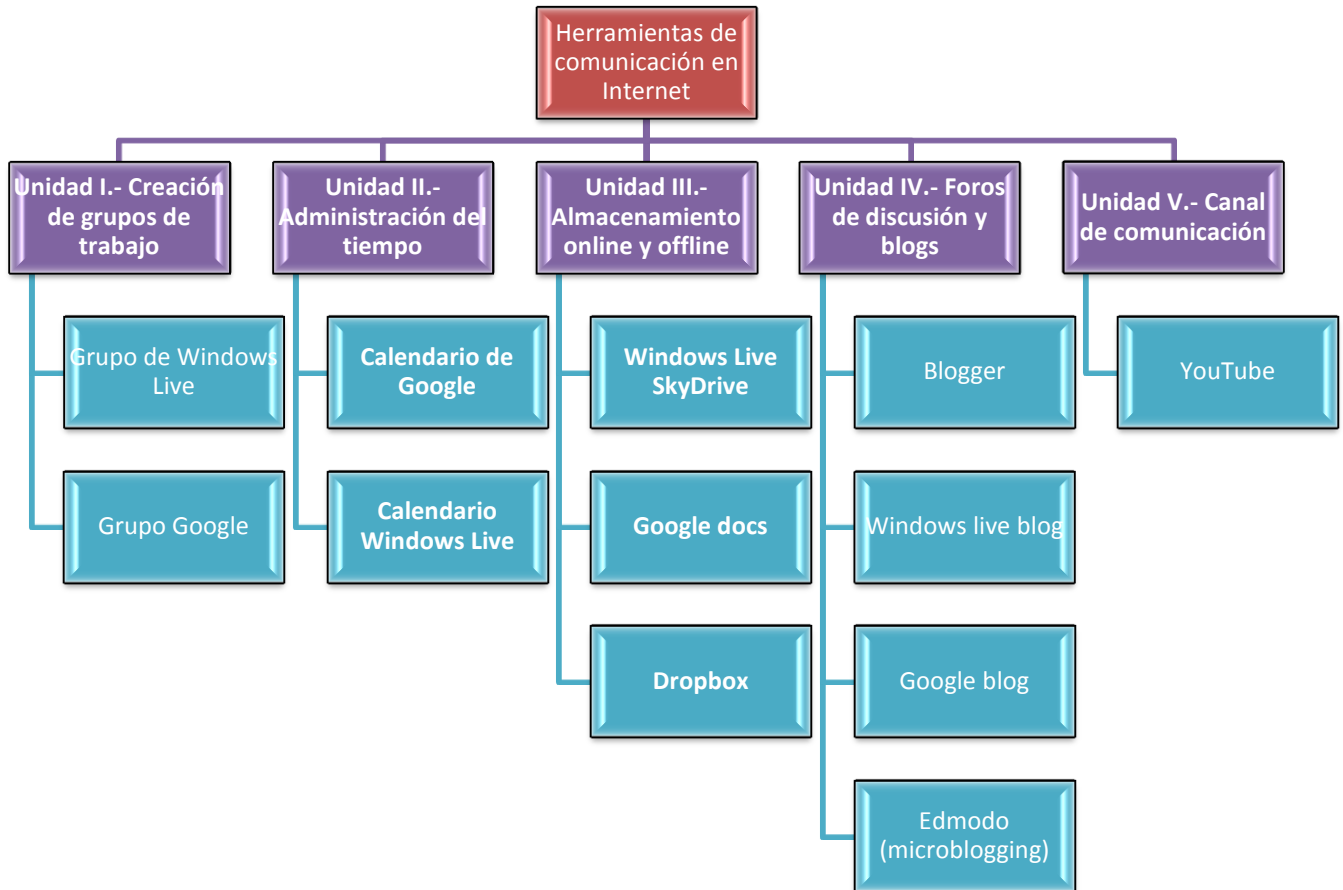 Herramientas de
comunicación en
Internet
Unidad I.- Creación
de grupos de
trabajo
Grupo de Windows
Live
Grupo Google
Unidad II.-
Administración del
tiempo
Calendario de
Google
Calendario
Windows Live
Unidad III.-
Almacenamiento
online y offline
Windows Live
SkyDrive
Google docs
Dropbox
Unidad IV.- Foros
de discusión y
blogs
Blogger
Windows live blog
Google blog
Edmodo
(microblogging)
Unidad V.- Canal
de comunicación
YouTube